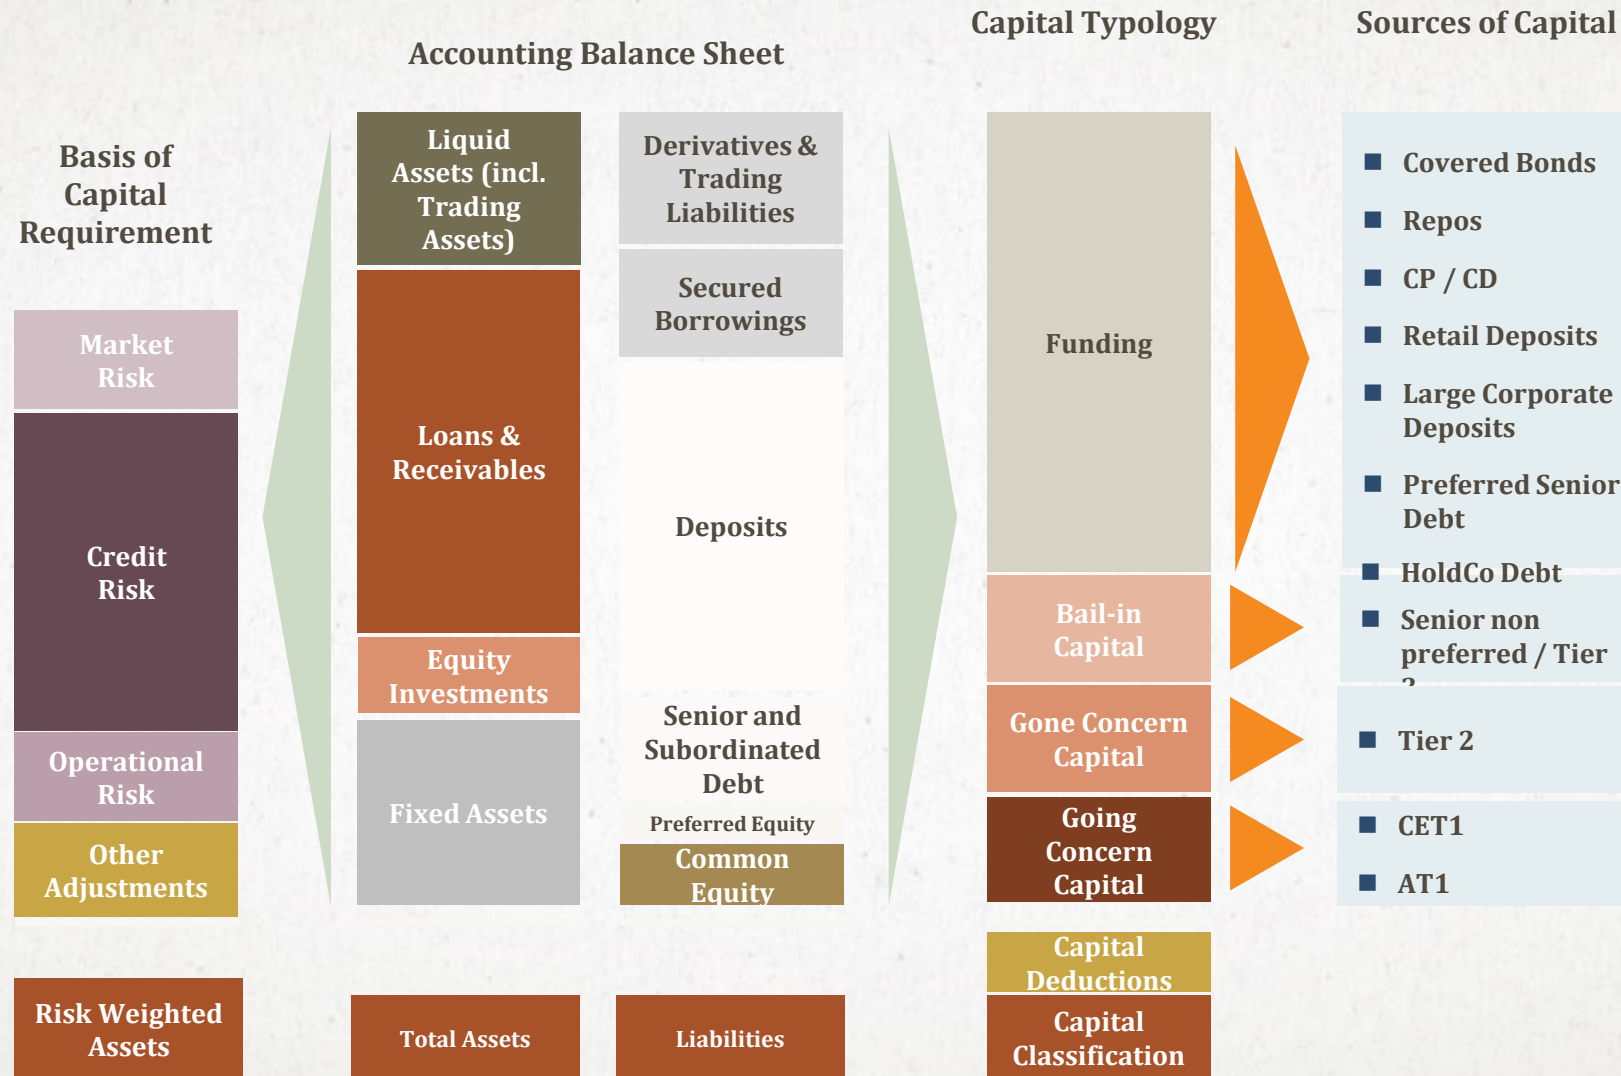 Capital Typology
Sources of Capital
Accounting Balance Sheet
Basis of
Capital
Requirement
Market
Risk
Credit
Risk
Operational
Risk
Other
Adjustments
Risk Weighted
Assets
Liquid
Assets (incl.
Trading
Assets)
Loans &
Receivables
Equity
Investments
Fixed Assets
Total Assets
Derivatives &
Trading
Liabilities
Secured
Borrowings
Deposits
Senior and
Subordinated
Debt
Preferred Equity
Common
Equity
Liabilities
Funding
Bail-in
Capital
Gone Concern
Capital
Going
Concern
Capital
Capital
Deductions
Capital
Classification
Covered Bonds
Repos
CP / CD
Retail Deposits
Large Corporate
Deposits
Preferred Senior
Debt
HoldCo Debt
Senior non
preferred / Tier
Tier 2
CET1
AT1